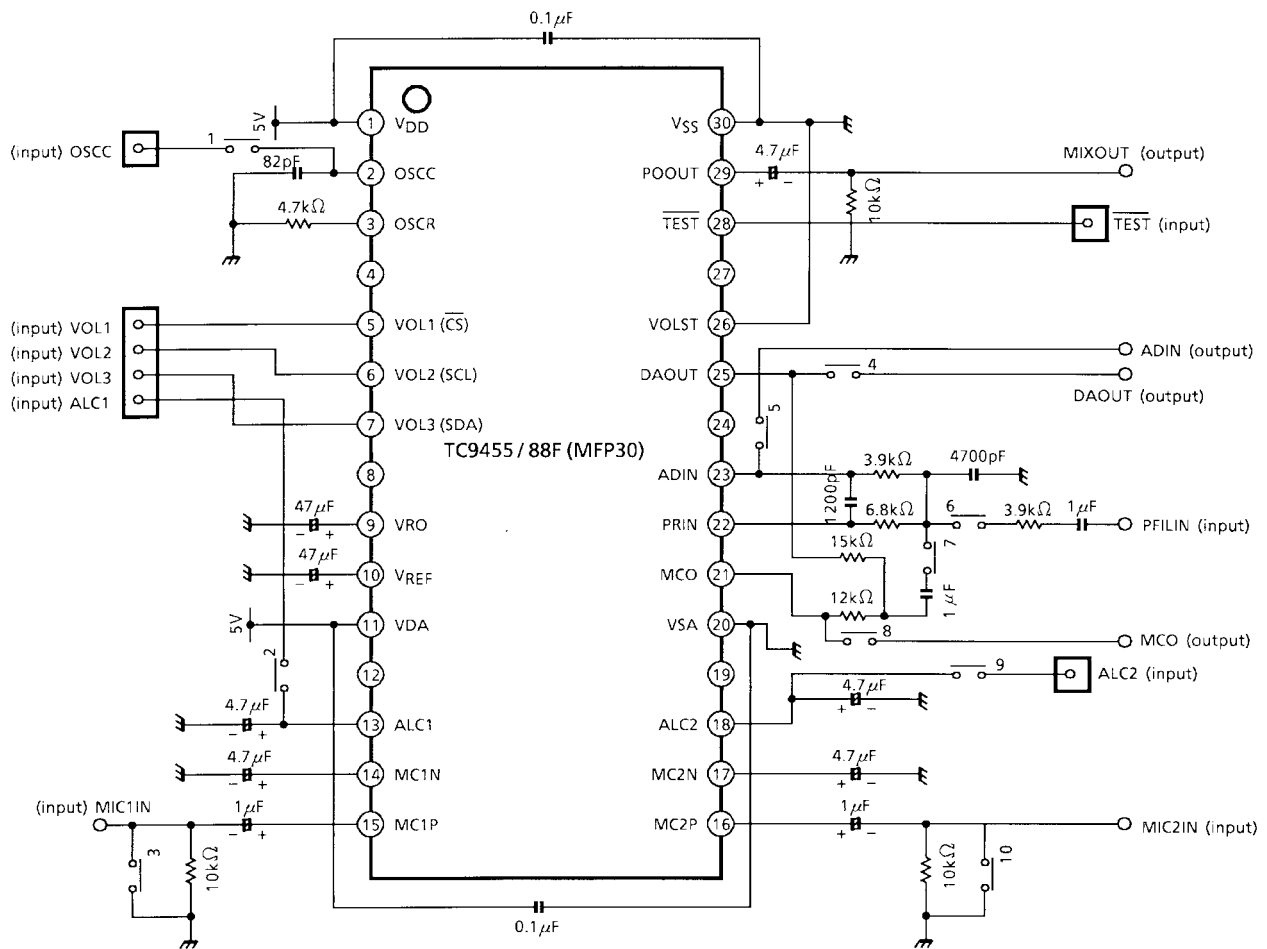 0.1µF
5V
1 VDD
VSS 30
(input) OSCC
1
82pF
2 OSCC
POOUT 29
4.7µF
+ -
MIXOUT (output)
10kΩ
4.7kΩ
3 OSCR
TEST 28
TEST (input)
4
27
(input) VOL1
5 VOL1 (CS)
VOLST 26
(input) VOL2
(input) VOL3
(input) ALC1
6 VOL2 (SCL)
DAOUT 25
4
ADIN (output)
DAOUT (output)
7 VOL3 (SDA)
24
5
TC9455 / 88F (MFP30)
8
ADIN 23
3.9kΩ
4700pF
1200pF
47µF
- +
9 VRO
PRIN 22
6.8kΩ
6
3.9kΩ
1µF
PFILIN (input)
47µF
- +
10 VREF
MCO 21
15kΩ
7
1µF
12kΩ
5V
11 VDA
VSA 20
8
MCO (output)
2
12
19
9
ALC2 (input)
4.7µF
- +
13 ALC1
ALC2 18
4.7µF
+ -
4.7µF
- +
14 MC1N
MC2N 17
4.7µF
+ -
(input) MIC1IN
1µF
- +
15 MC1P
MC2P 16
1µF
+ -
MIC2IN (input)
3
10kΩ
10kΩ
10
0.1µF